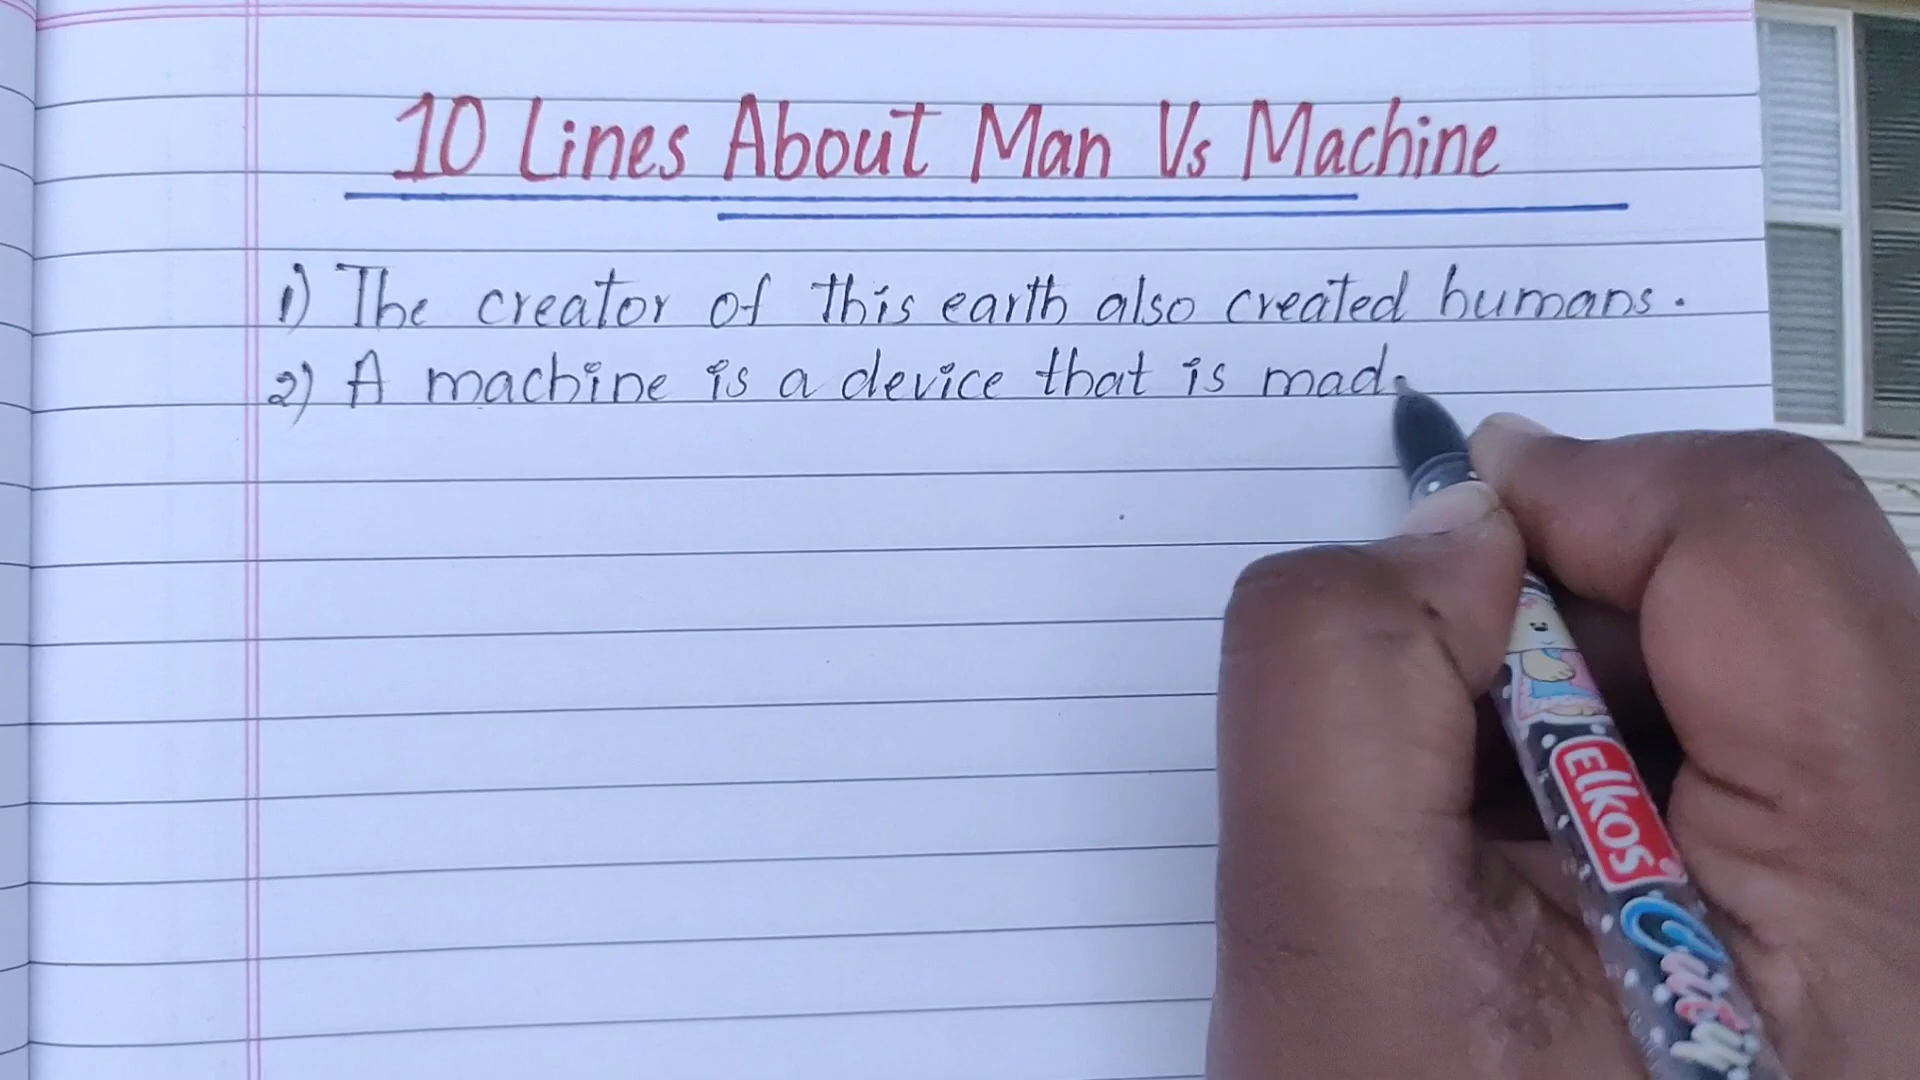 10 Lines About Man Vs Machine
1) The creator of this earth also created humans.
2) A machine is a device that is mad
Elkos